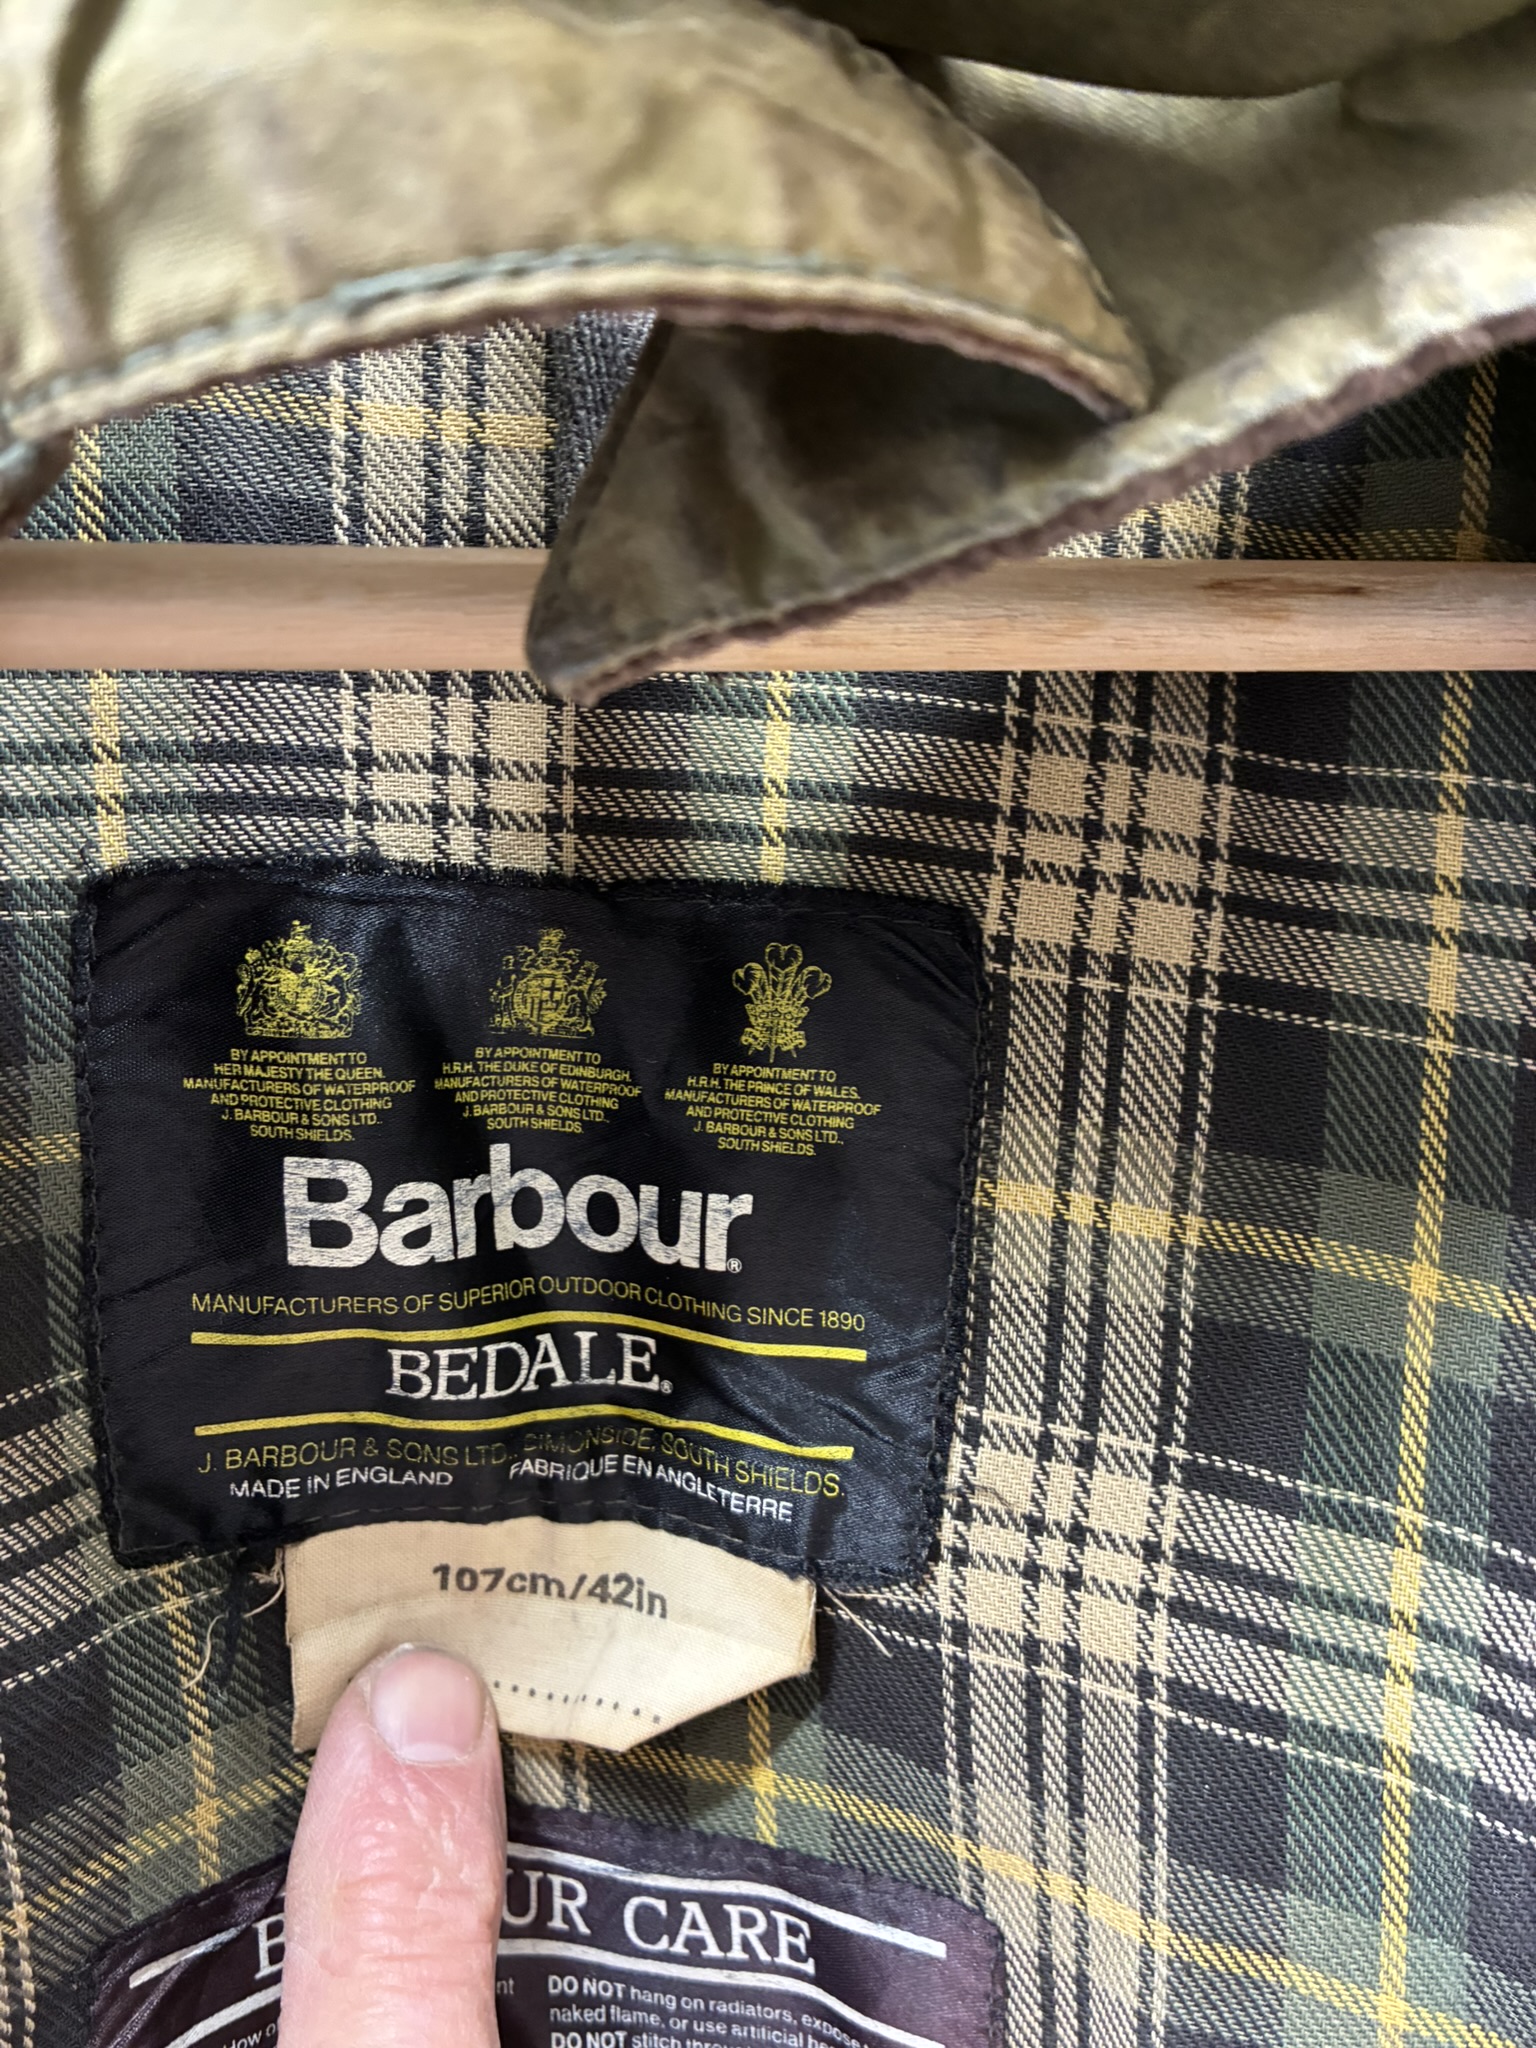 BY APPOINTMENT TO
HER MAJESTY THE QUEEN.
MANUFACTURERS OF WATERPROOF
AND PROTECTIVE CLOTHING
J. BARBOUR & SONS LTD.,
SOUTH SHIELDS.
BY APPOINTMENT TO
H.R.H. THE DUKE OF EDINBURGH.
MANUFACTURERS OF WATERPROOF
AND PROTECTIVE CLOTHING
J. BARBOUR & SONS LTD.,
SOUTH SHIELDS.
BY APPOINTMENT TO
H.R.H. THE PRINCE OF WALES.
MANUFACTURERS OF WATERPROOF
AND PROTECTIVE CLOTHING
J. BARBOUR & SONS LTD.,
SOUTH SHIELDS.
Barbour®
MANUFACTURERS OF SUPERIOR OUTDOOR CLOTHING SINCE 1890
BEDALE®
J. BARBOUR & SONS LTD., SIMONSIDE, SOUTH SHIELDS.
MADE IN ENGLAND FABRIQUE EN ANGLETERRE
107cm/42in
UR CARE
DO NOT hang on radiators,
naked flame, or use artificial
DO NOT stitch